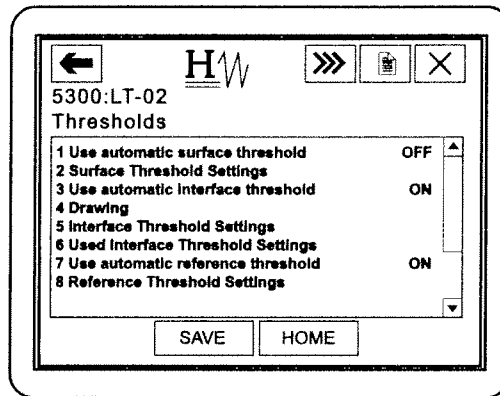 H
5300:LT-02
Thresholds
1 Use automatic surface threshold OFF
2 Surface Threshold Settings
3 Use automatic interface threshold ON
4 Drawing
5 Interface Threshold Settings
6 Used Interface Threshold Settings
7 Use automatic reference threshold ON
8 Reference Threshold Settings
SAVE HOME